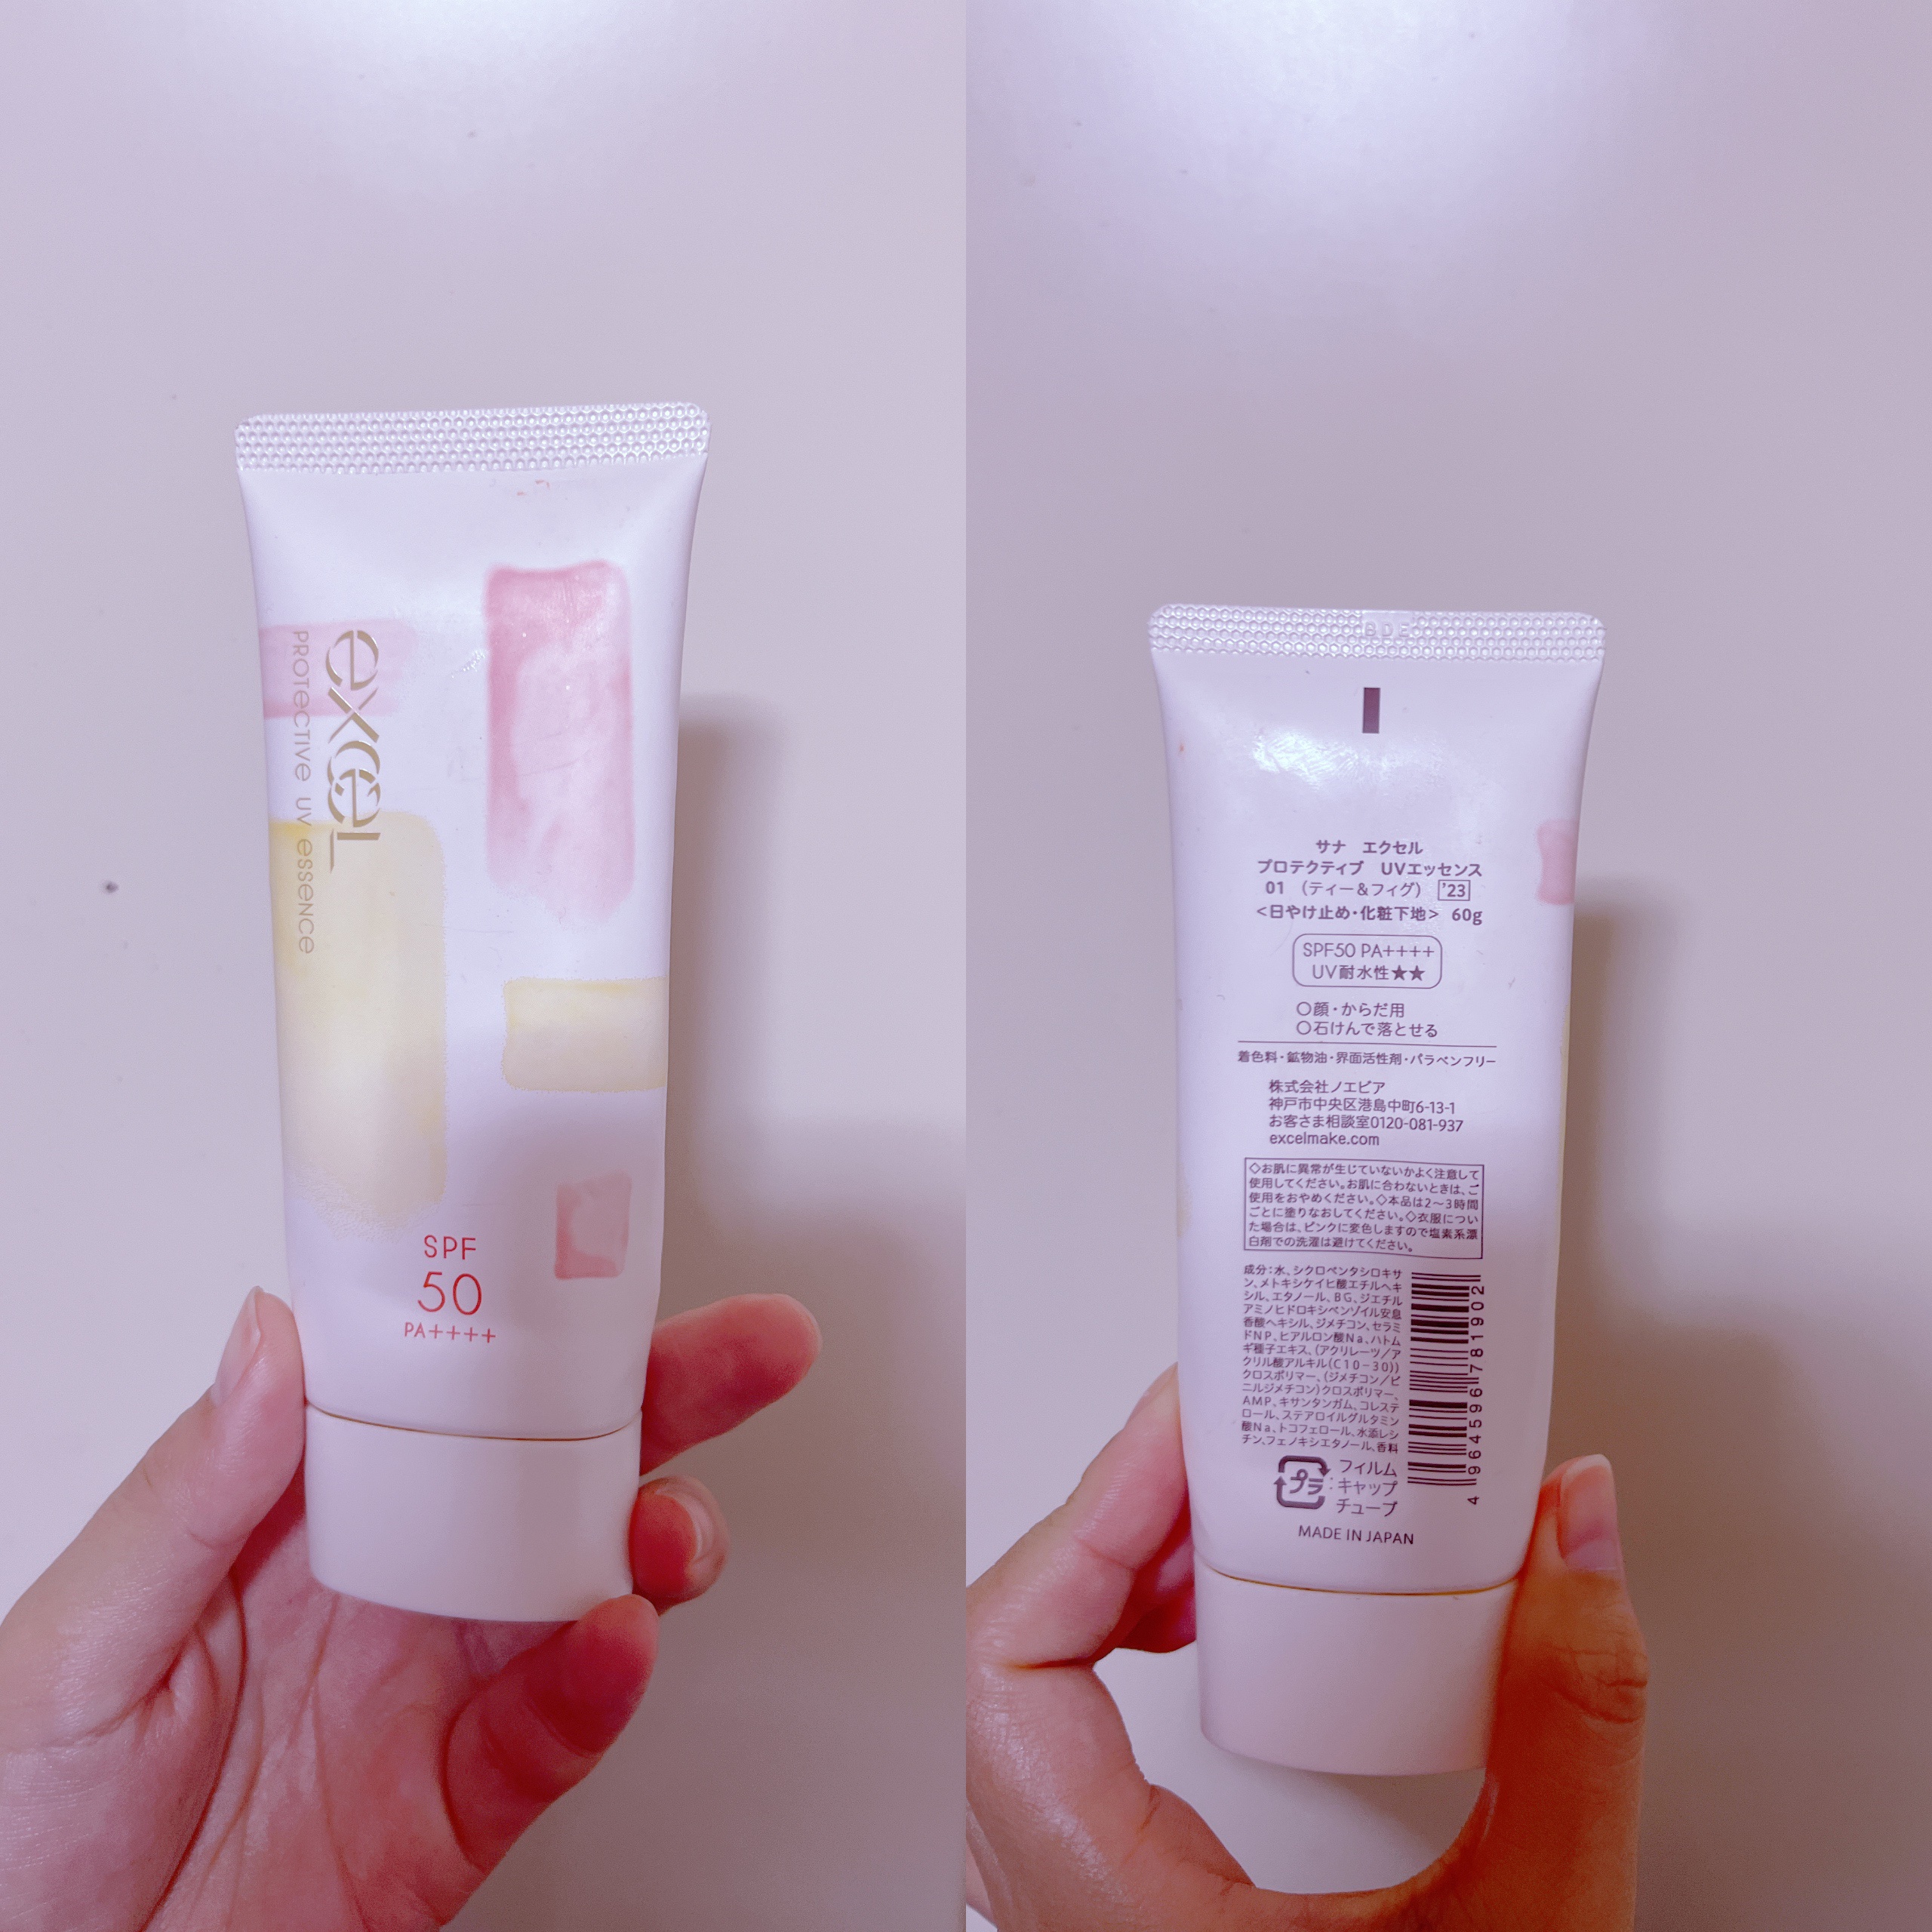 excel
PROTECTIVE UV ESSENCE
SPF
50
PA++++
BDE
サナ エクセル
プロテクティブ UVエッセンス
01 (ティー&フィグ) '23
<日やけ止め・化粧下地> 60g
SPF50 PA++++
UV耐水性★★
○顔・からだ用
○石けんで落とせる
着色料・鉱物油・界面活性剤・パラベンフリー
株式会社ノエビア
神戸市中央区港島中町6-13-1
お客さま相談室0120-081-937
excelmake.com
◇お肌に異常が生じていないかよく注意して
使用してください。お肌に合わないときは、ご
使用をおやめください。◇本品は2〜3時間
ごとに塗りなおしてください。◇衣服につい
た場合は、ピンクに変色しますので塩素系漂
白剤での洗濯は避けてください。
成分:水、シクロペンタシロキサ
ン、メトキシケイヒ酸エチルヘキ
シル、エタノール、BG、ジエチル
アミノヒドロキシベンゾイル安息
香酸ヘキシル、ジメチコン、セラミ
ドNP、ヒアルロン酸Na、ハトム
ギ種子エキス、(アクリレーツ/ア
クリル酸アルキル(C10-30))
クロスポリマー、(ジメチコン/ビ
ニルジメチコン)クロスポリマー、
AMP、キサンタンガム、コレステ
ロール、ステアロイルグルタミン
酸Na、トコフェロール、水添レシ
チン、フェノキシエタノール、香料
4 964596 781902
プラ
フィルム
:キャップ
チューブ
MADE IN JAPAN